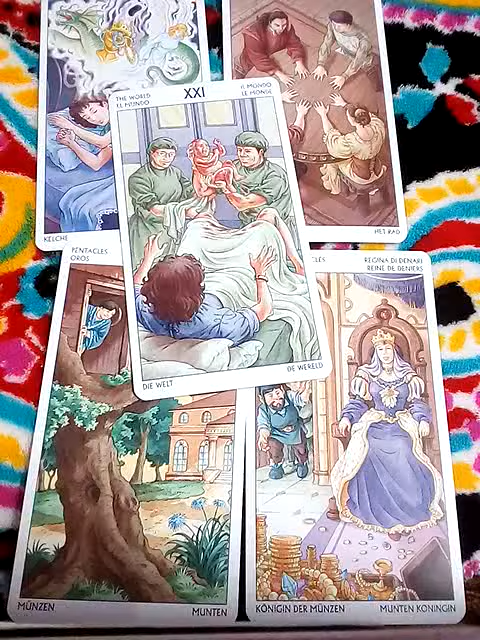 KELCHE
HET RAD
THE WORLD
EL MUNDO
XXI
IL MONDO
LE MONDE
DIE WELT
DE WERELD
PENTACLES
OROS
MÜNZEN
MUNTEN
REGINA DI DENARI
REINE DE DENIERS
KÖNIGIN DER MÜNZEN
MUNTEN KONINGIN